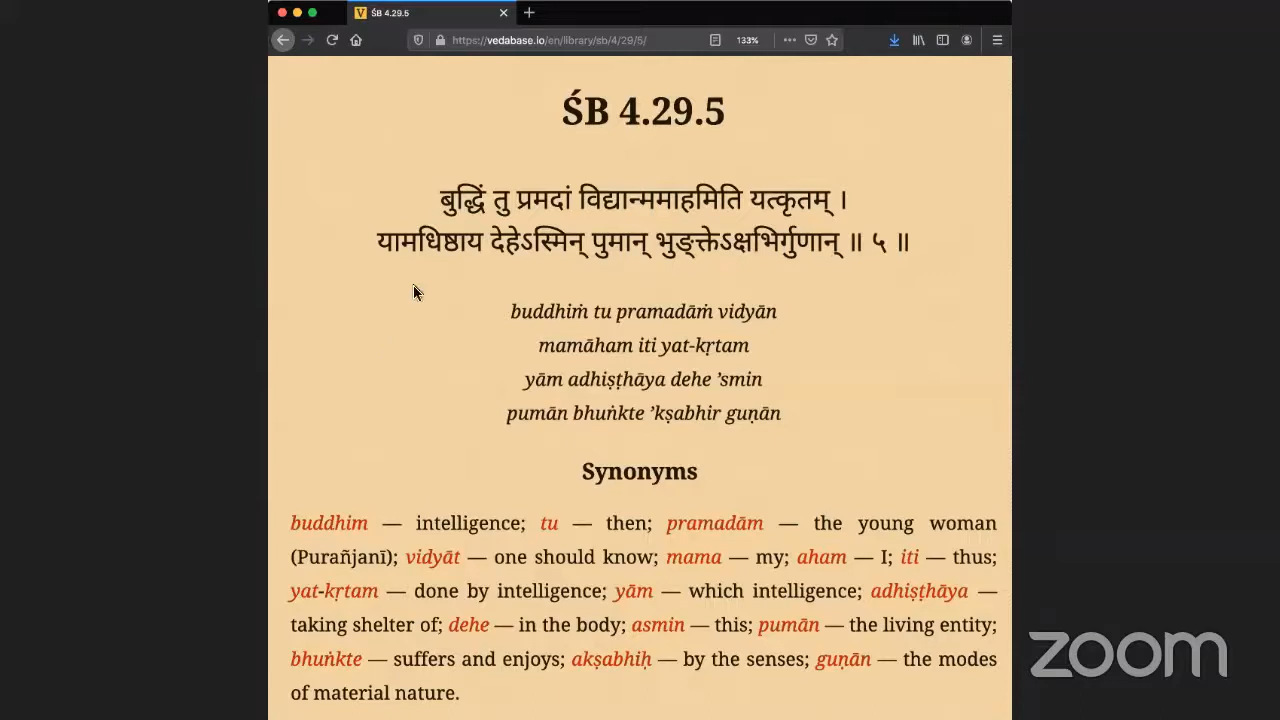 ŚB 4.29.5
https://vedabase.io/en/library/sb/4/29/5/
133%
ŚB 4.29.5
बुद्धिं तु प्रमदां विद्यान्ममाहमिति यत्कृतम् ।
यामधिष्ठाय देहेऽस्मिन् पुमान् भुङ्क्तेऽक्षभिर्गुणान् ॥ ५ ॥
buddhiṁ tu pramadāṁ vidyān
mamāham iti yat-kṛtam
yām adhiṣṭhāya dehe ’smin
pumān bhuṅkte ’kṣabhir guṇān
Synonyms
buddhim — intelligence; tu — then; pramadām — the young woman
(Purañjanī); vidyāt — one should know; mama — my; aham — I; iti — thus;
yat-kṛtam — done by intelligence; yām — which intelligence; adhiṣṭhāya —
taking shelter of; dehe — in the body; asmin — this; pumān — the living entity;
bhuṅkte — suffers and enjoys; akṣabhiḥ — by the senses; guṇān — the modes
of material nature.
zoom